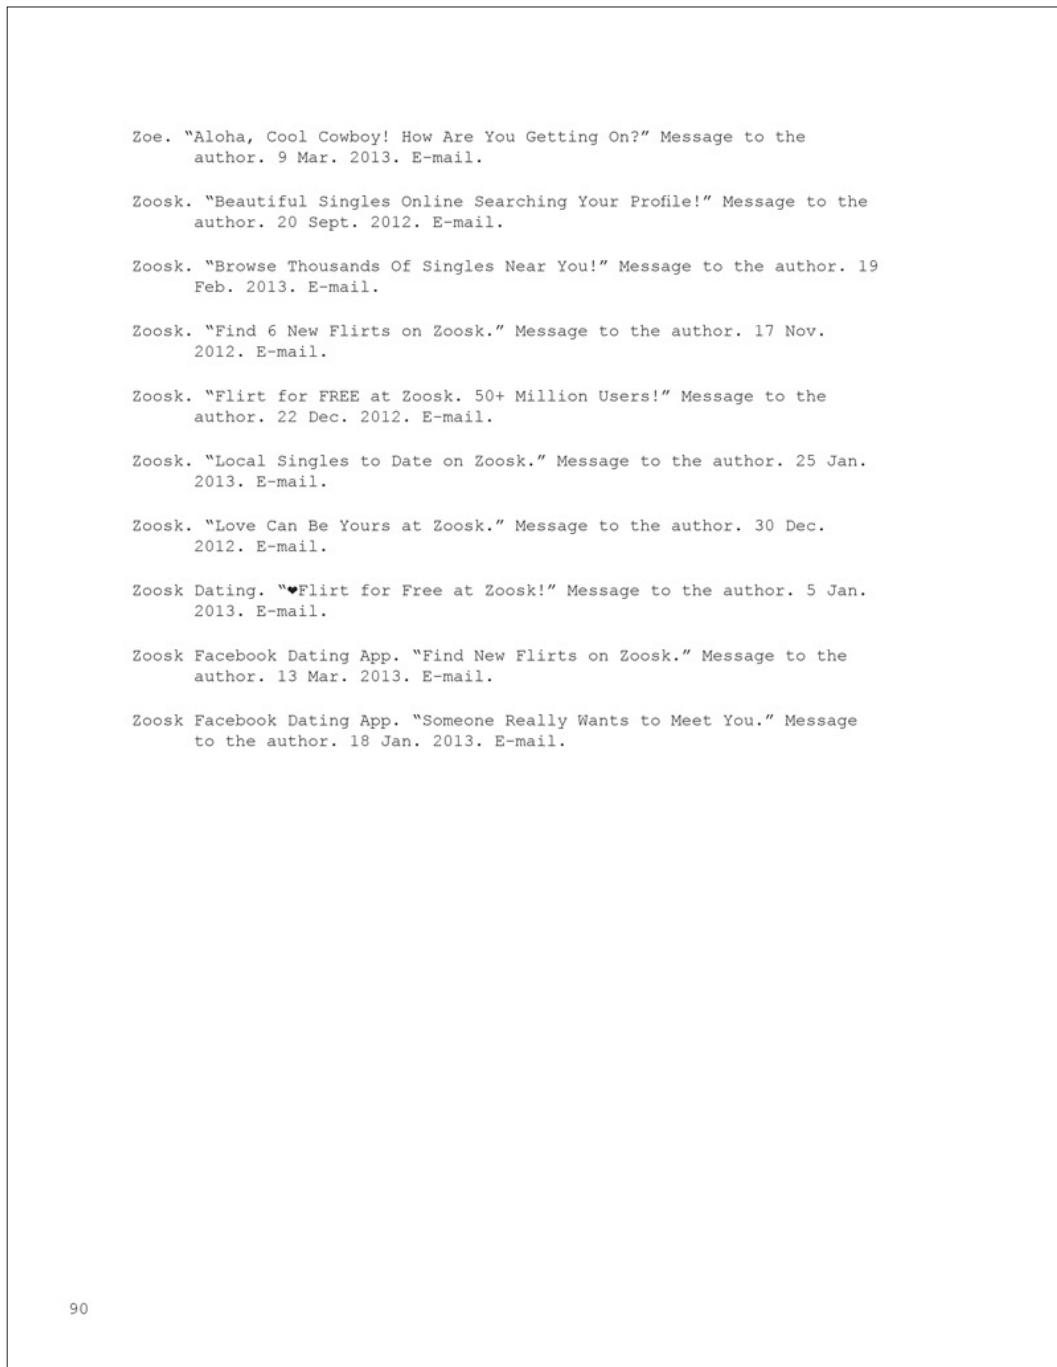 Zoe. “Aloha, Cool Cowboy! How Are You Getting On?” Message to the
author. 9 Mar. 2013. E-mail.
Zoosk. “Beautiful Singles Online Searching Your Profile!” Message to the
author. 20 Sept. 2012. E-mail.
Zoosk. “Browse Thousands Of Singles Near You!” Message to the author. 19
Feb. 2013. E-mail.
Zoosk. “Find 6 New Flirts on Zoosk.” Message to the author. 17 Nov.
2012. E-mail.
Zoosk. “Flirt for FREE at Zoosk. 50+ Million Users!” Message to the
author. 22 Dec. 2012. E-mail.
Zoosk. “Local Singles to Date on Zoosk.” Message to the author. 25 Jan.
2013. E-mail.
Zoosk. “Love Can Be Yours at Zoosk.” Message to the author. 30 Dec.
2012. E-mail.
Zoosk Dating. “❤Flirt for Free at Zoosk!” Message to the author. 5 Jan.
2013. E-mail.
Zoosk Facebook Dating App. “Find New Flirts on Zoosk.” Message to the
author. 13 Mar. 2013. E-mail.
Zoosk Facebook Dating App. “Someone Really Wants to Meet You.” Message
to the author. 18 Jan. 2013. E-mail.
90